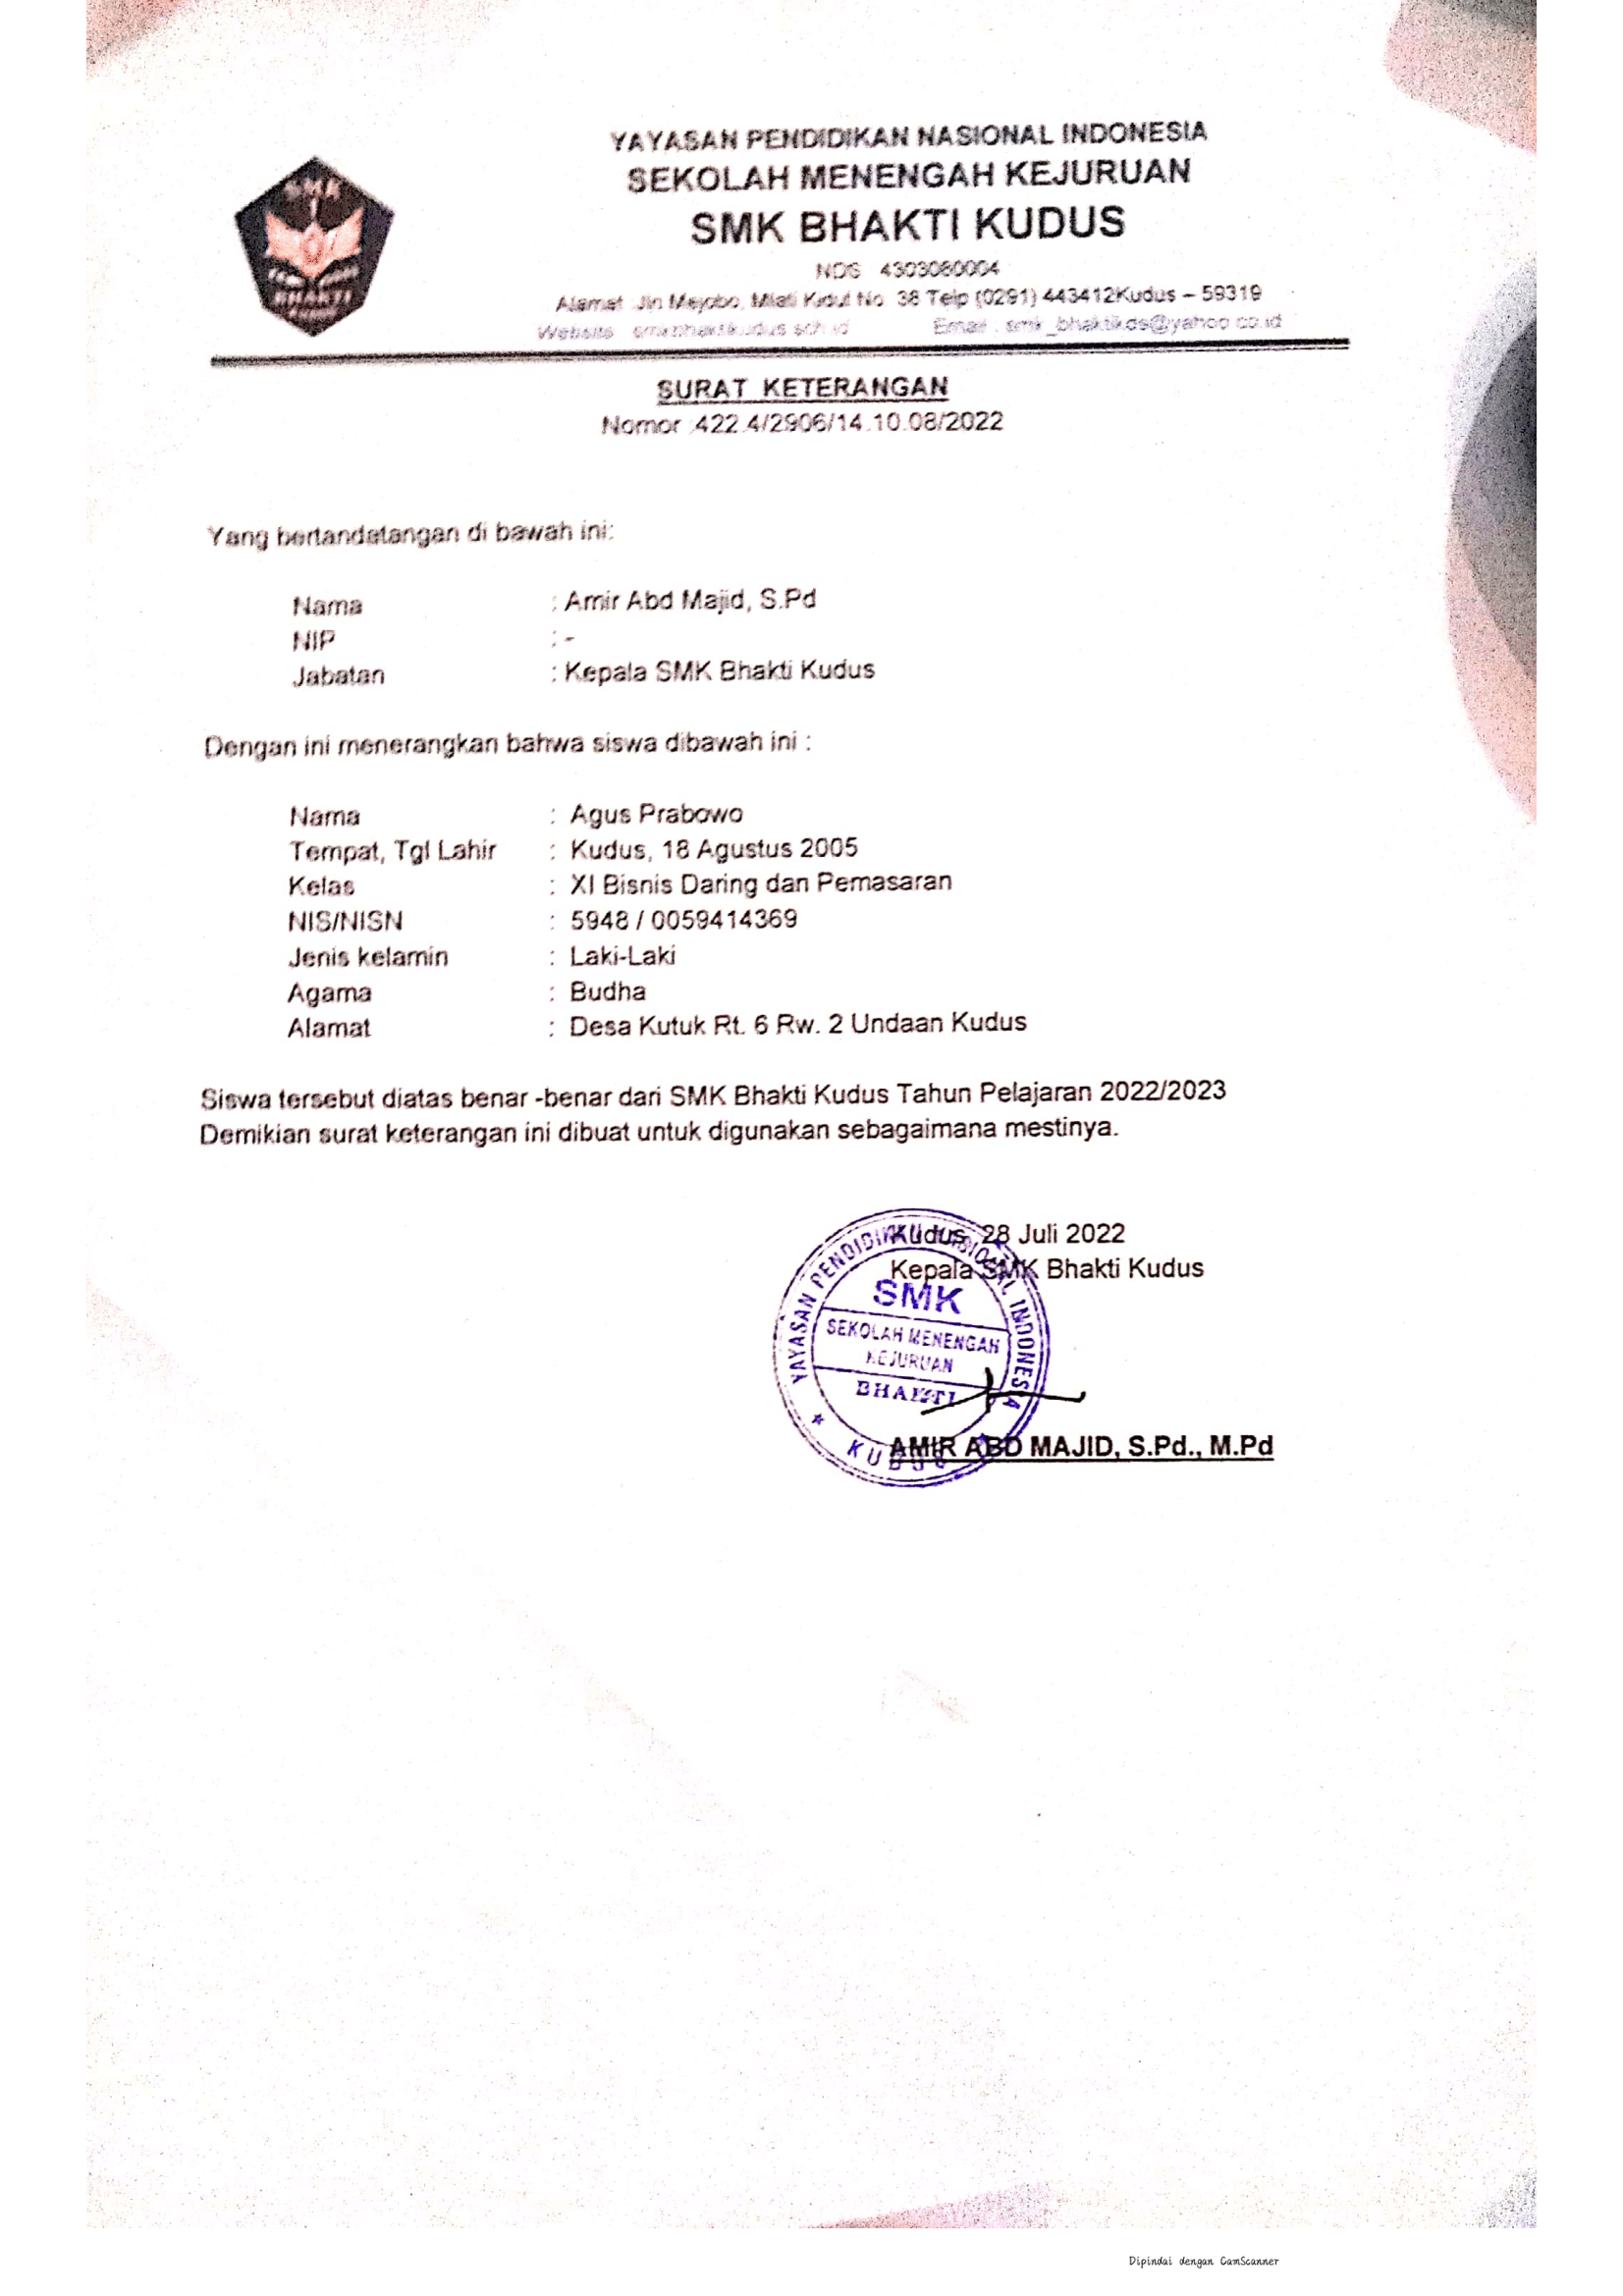 YAYASAN PENDIDIKAN NASIONAL INDONESIA
SEKOLAH MENENGAH KEJURUAN
SMK BHAKTI KUDUS
NDS 4303080004
Alamat Jln Mejobo, Mlati Kidul No 38 Telp (0291) 443412Kudus – 59319
Website smkbhaktikudus.sch.id Email : smk_bhaktikds@yahoo.co.id
SMK
BHAKTI
SURAT KETERANGAN
Nomor :422.4/2906/14.10.08/2022
Yang bertandatangan di bawah ini:
Nama : Amir Abd Majid, S.Pd
NIP : -
Jabatan : Kepala SMK Bhakti Kudus
Dengan ini menerangkan bahwa siswa dibawah ini :
Nama : Agus Prabowo
Tempat, Tgl Lahir : Kudus, 18 Agustus 2005
Kelas : XI Bisnis Daring dan Pemasaran
NIS/NISN : 5948 / 0059414369
Jenis kelamin : Laki-Laki
Agama : Budha
Alamat : Desa Kutuk Rt. 6 Rw. 2 Undaan Kudus
Siswa tersebut diatas benar -benar dari SMK Bhakti Kudus Tahun Pelajaran 2022/2023
Demikian surat keterangan ini dibuat untuk digunakan sebagaimana mestinya.
Kudus, 28 Juli 2022
Kepala SMK Bhakti Kudus
YAYASAN PENDIDIKAN NASIONAL INDONESIA
SMK
SEKOLAH MENENGAH
KEJURUAN
BHAKTI
KUDUS
AMIR ABD MAJID, S.Pd., M.Pd
Dipindai dengan CamScanner